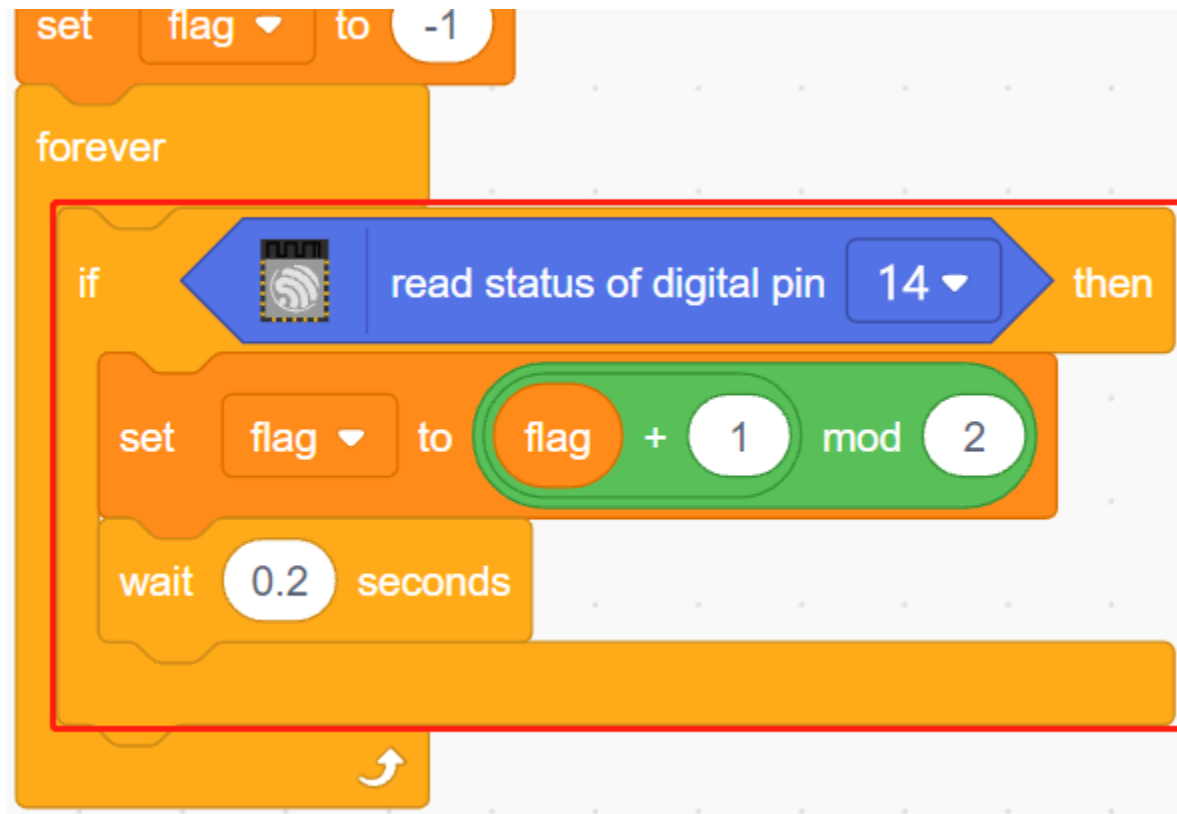 set flag to -1
forever
if read status of digital pin 14 then
set flag to flag + 1 mod 2
wait 0.2 seconds